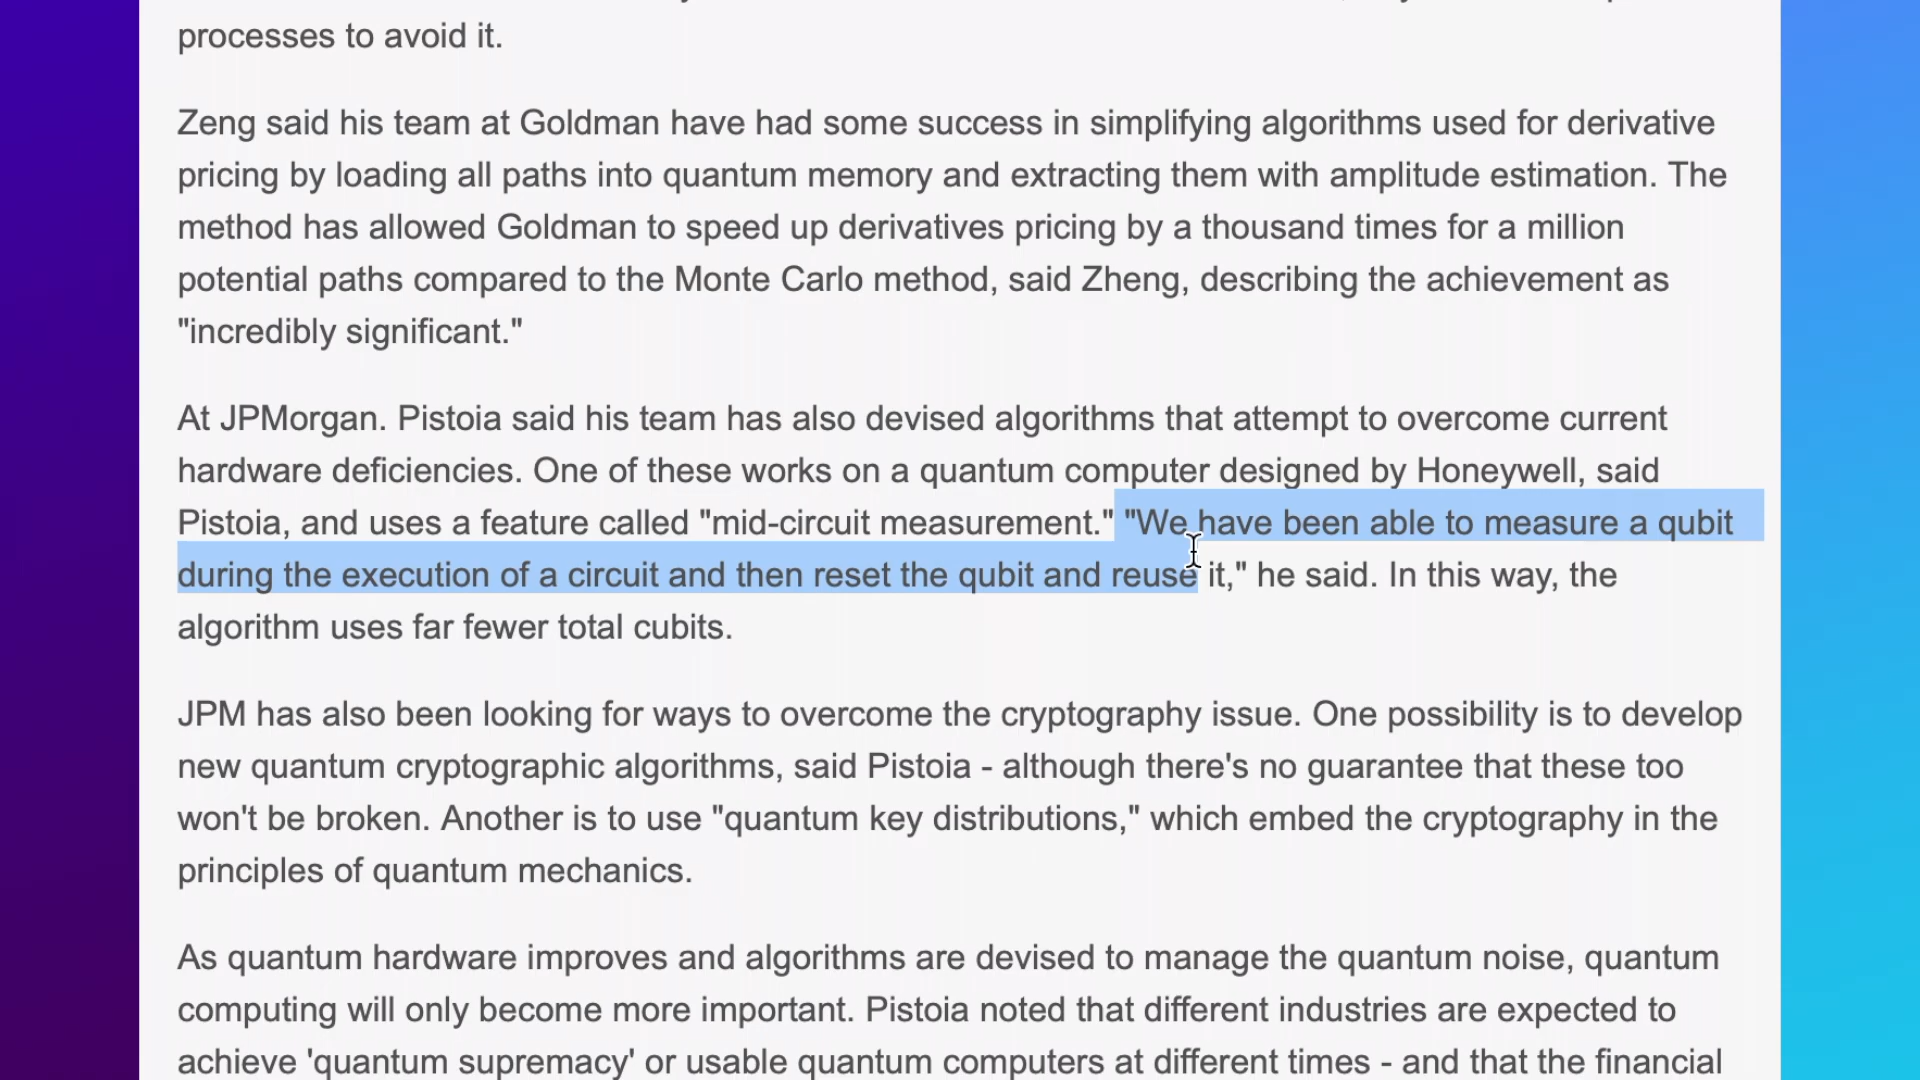 processes to avoid it.
Zeng said his team at Goldman have had some success in simplifying algorithms used for derivative
pricing by loading all paths into quantum memory and extracting them with amplitude estimation. The
method has allowed Goldman to speed up derivatives pricing by a thousand times for a million
potential paths compared to the Monte Carlo method, said Zheng, describing the achievement as
"incredibly significant."
At JPMorgan. Pistoia said his team has also devised algorithms that attempt to overcome current
hardware deficiencies. One of these works on a quantum computer designed by Honeywell, said
Pistoia, and uses a feature called "mid-circuit measurement." "We have been able to measure a qubit
during the execution of a circuit and then reset the qubit and reuse it," he said. In this way, the
algorithm uses far fewer total cubits.
JPM has also been looking for ways to overcome the cryptography issue. One possibility is to develop
new quantum cryptographic algorithms, said Pistoia - although there's no guarantee that these too
won't be broken. Another is to use "quantum key distributions," which embed the cryptography in the
principles of quantum mechanics.
As quantum hardware improves and algorithms are devised to manage the quantum noise, quantum
computing will only become more important. Pistoia noted that different industries are expected to
achieve 'quantum supremacy' or usable quantum computers at different times - and that the financial